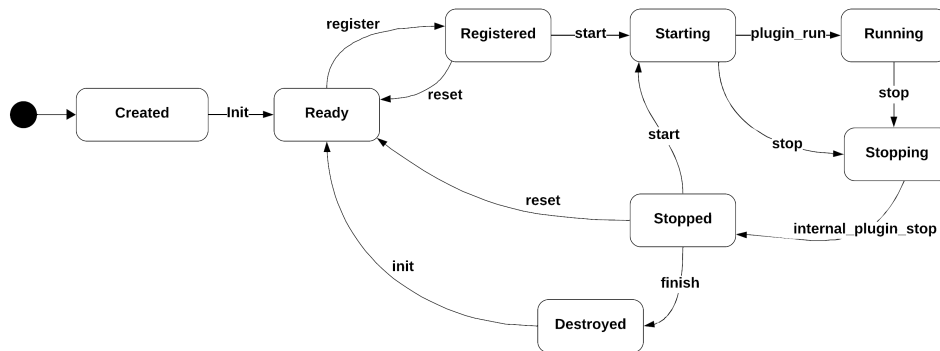 register
Registered
start
Starting
plugin_run
Running
reset
stop
Created
Init
Ready
start
stop
Stopping
reset
Stopped
internal_plugin_stop
init
finish
Destroyed